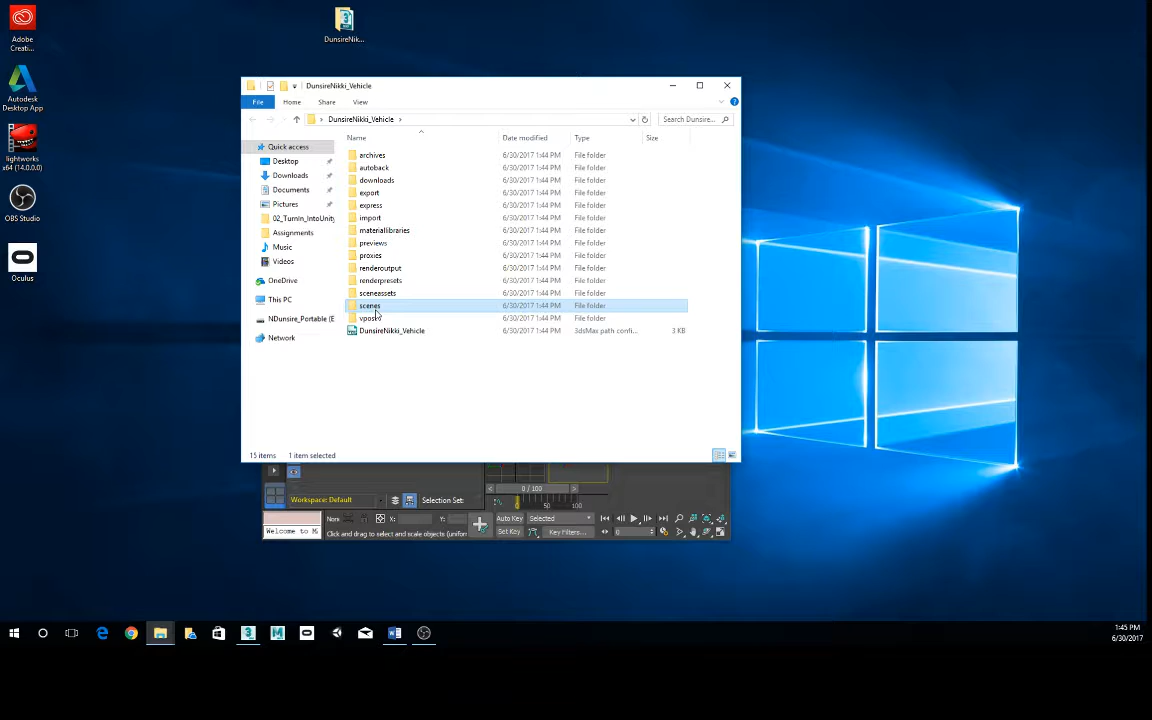 Adobe
Creati...
Autodesk
Desktop App
lightworks
x64 (14.0.0.0)
OBS Studio
Oculus
DunsireNik...
DunsireNikki_Vehicle
File Home Share View
DunsireNikki_Vehicle
Search Dunsire...
Name Date modified Type Size
Quick access
Desktop
Downloads
Documents
Pictures
02_TurnIn_IntoUnity
Assignments
Music
Videos
OneDrive
This PC
NDunsire_Portable (E
Network
archives 6/30/2017 1:44 PM File folder
autoback 6/30/2017 1:44 PM File folder
downloads 6/30/2017 1:44 PM File folder
export 6/30/2017 1:44 PM File folder
express 6/30/2017 1:44 PM File folder
import 6/30/2017 1:44 PM File folder
materiallibraries 6/30/2017 1:44 PM File folder
previews 6/30/2017 1:44 PM File folder
proxies 6/30/2017 1:44 PM File folder
renderoutput 6/30/2017 1:44 PM File folder
renderpresets 6/30/2017 1:44 PM File folder
sceneassets 6/30/2017 1:44 PM File folder
scenes 6/30/2017 1:44 PM File folder
vpost 6/30/2017 1:44 PM File folder
DunsireNikki_Vehicle 6/30/2017 1:44 PM 3dsMax path confi... 3 KB
15 items 1 item selected
0 / 100
Workspace: Default Selection Set:
0 50 100
Non X: Y:
Auto Key Selected
Welcome to M
Click and drag to select and scale objects (uniform
Set Key Key Filters... 0
1:45 PM
6/30/2017